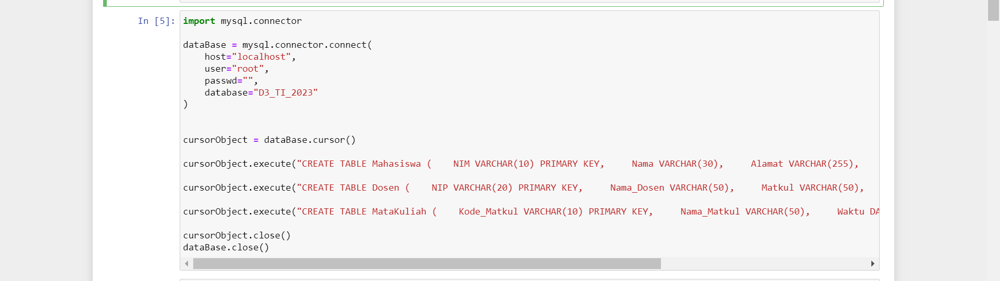 In [5]:
import mysql.connector
dataBase = mysql.connector.connect(
    host="localhost",
    user="root",
    passwd="",
    database="D3_TI_2023"
)
cursorObject = dataBase.cursor()
cursorObject.execute("CREATE TABLE Mahasiswa (    NIM VARCHAR(10) PRIMARY KEY,     Nama VARCHAR(30),     Alamat VARCHAR(255),
cursorObject.execute("CREATE TABLE Dosen (    NIP VARCHAR(20) PRIMARY KEY,     Nama_Dosen VARCHAR(50),     Matkul VARCHAR(50),
cursorObject.execute("CREATE TABLE MataKuliah (    Kode_Matkul VARCHAR(10) PRIMARY KEY,     Nama_Matkul VARCHAR(50),     Waktu DA
cursorObject.close()
dataBase.close()